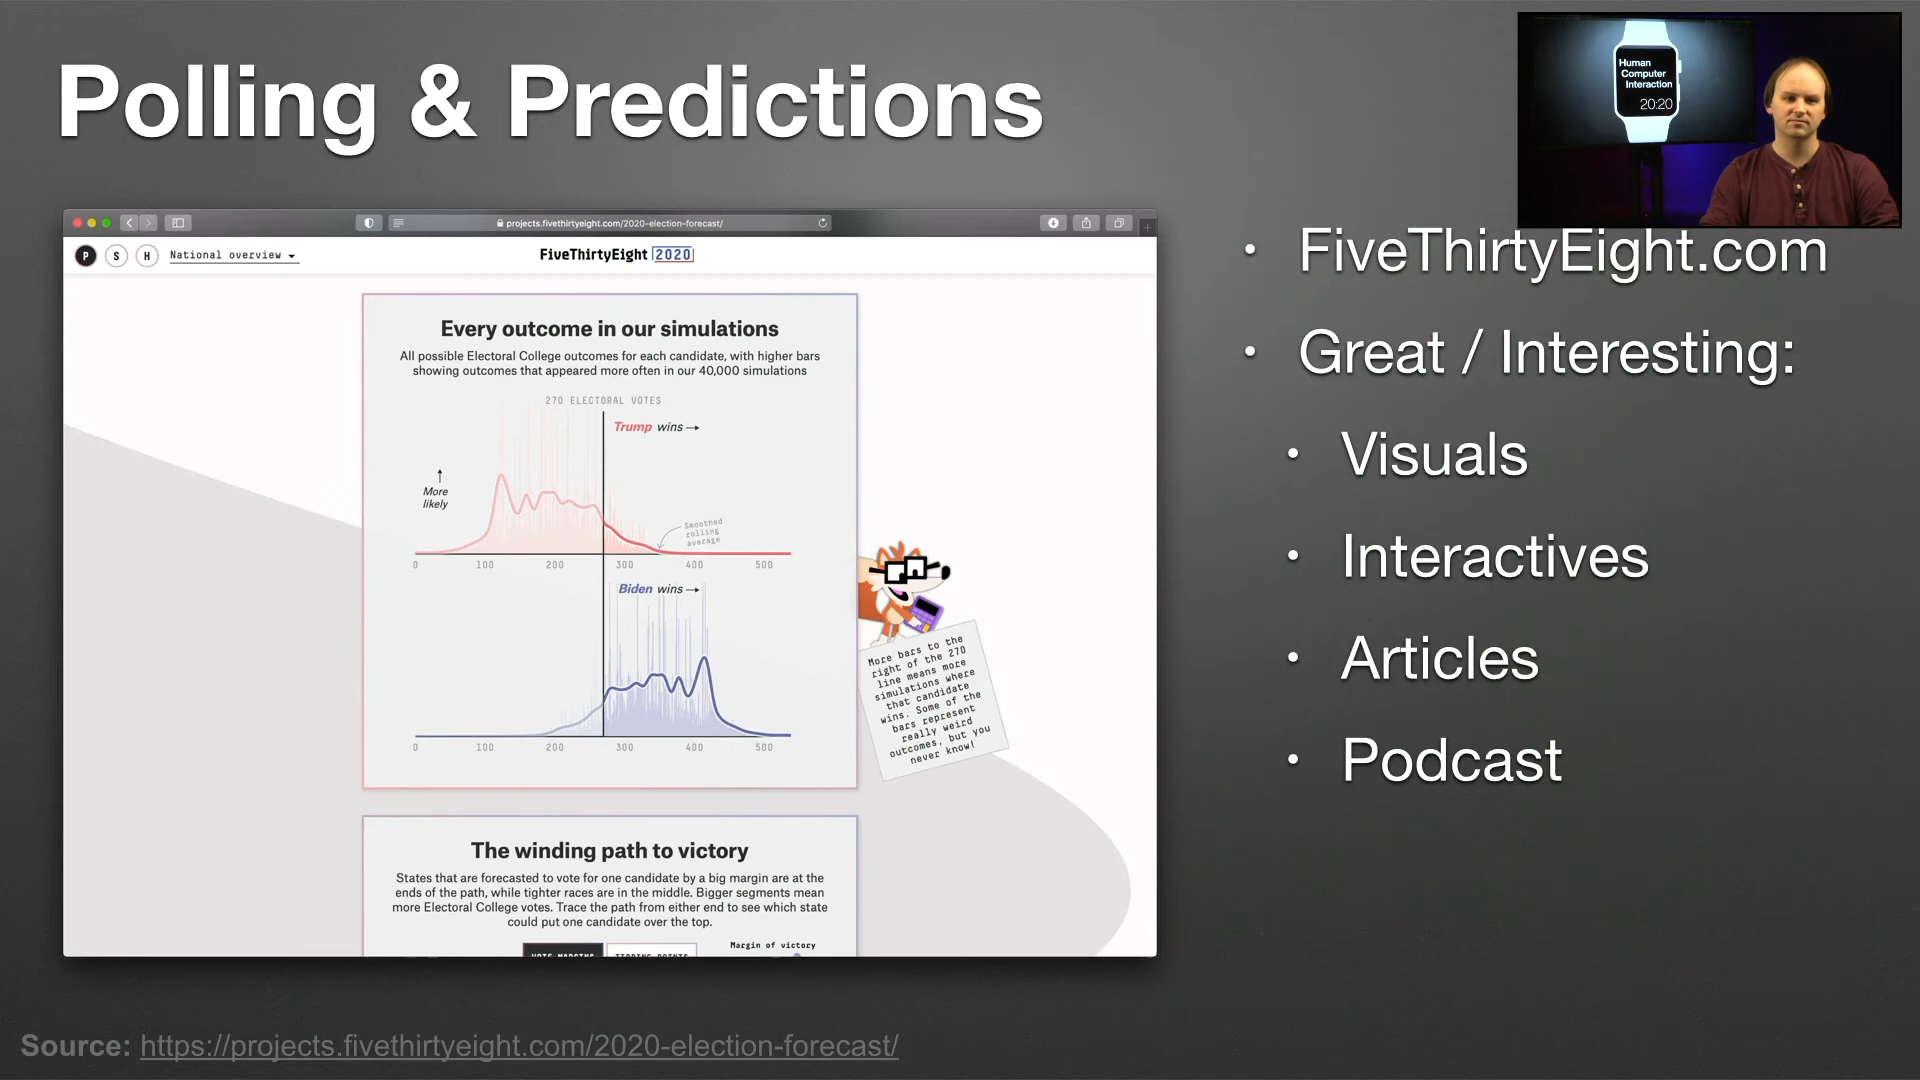 Polling & Predictions
Human
Computer
Interaction
20:20
projects.fivethirtyeight.com/2020-election-forecast/
P S H National overview
FiveThirtyEight 2020
Every outcome in our simulations
All possible Electoral College outcomes for each candidate, with higher bars
showing outcomes that appeared more often in our 40,000 simulations
270 ELECTORAL VOTES
Trump wins →
↑
More
likely
Smoothed
rolling
average
0 100 200 300 400 500
Biden wins →
0 100 200 300 400 500
More bars to the
right of the 270
line means more
simulations where
that candidate
wins. Some of the
bars represent
really weird
outcomes, but you
never know!
The winding path to victory
States that are forecasted to vote for one candidate by a big margin are at the
ends of the path, while tighter races are in the middle. Bigger segments mean
more Electoral College votes. Trace the path from either end to see which state
could put one candidate over the top.
VOTE MARGINS TIPPING POINTS
Margin of victory
• FiveThirtyEight.com
• Great / Interesting:
• Visuals
• Interactives
• Articles
• Podcast
Source: https://projects.fivethirtyeight.com/2020-election-forecast/